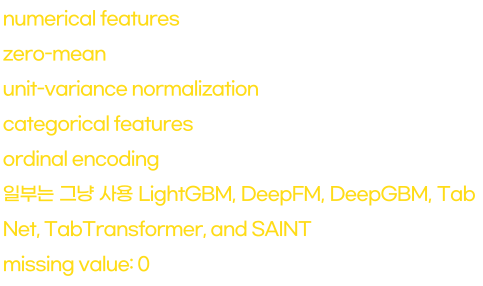 numerical features
zero-mean
unit-variance normalization
categorical features
ordinal encoding
일부는 그냥 사용 LightGBM, DeepFM, DeepGBM, Tab
Net, TabTransformer, and SAINT
missing value: 0